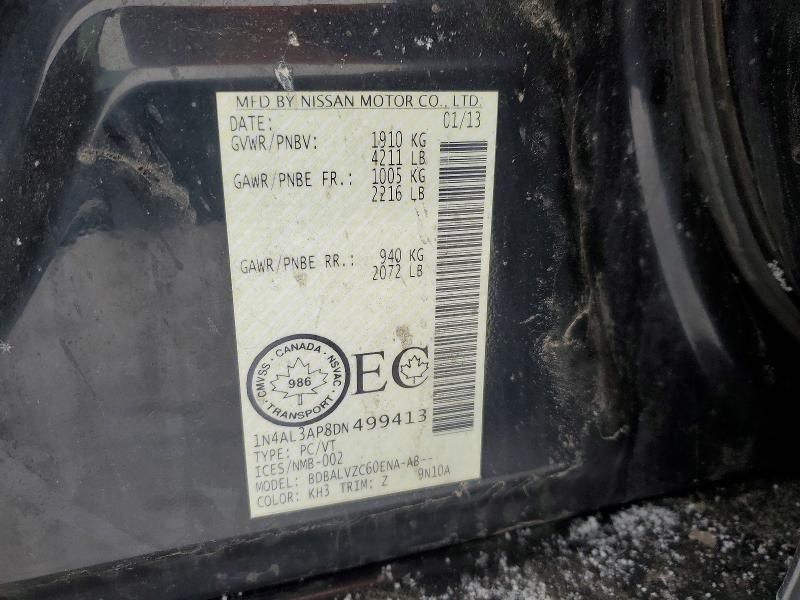 MFD BY NISSAN MOTOR CO., LTD.
DATE: 01/13
GVWR/PNBV: 1910 KG
4211 LB
GAWR/PNBE FR.: 1005 KG
2216 LB
GAWR/PNBE RR.: 940 KG
2072 LB
CMVSS · CANADA · NSVAC · TRANSPORT ·
986
EC
1N4AL3AP8DN499413
TYPE: PC/VT
ICES/NMB-002
MODEL: BDBALVZC60ENA-AB-- 9N10A
COLOR: KH3 TRIM: Z